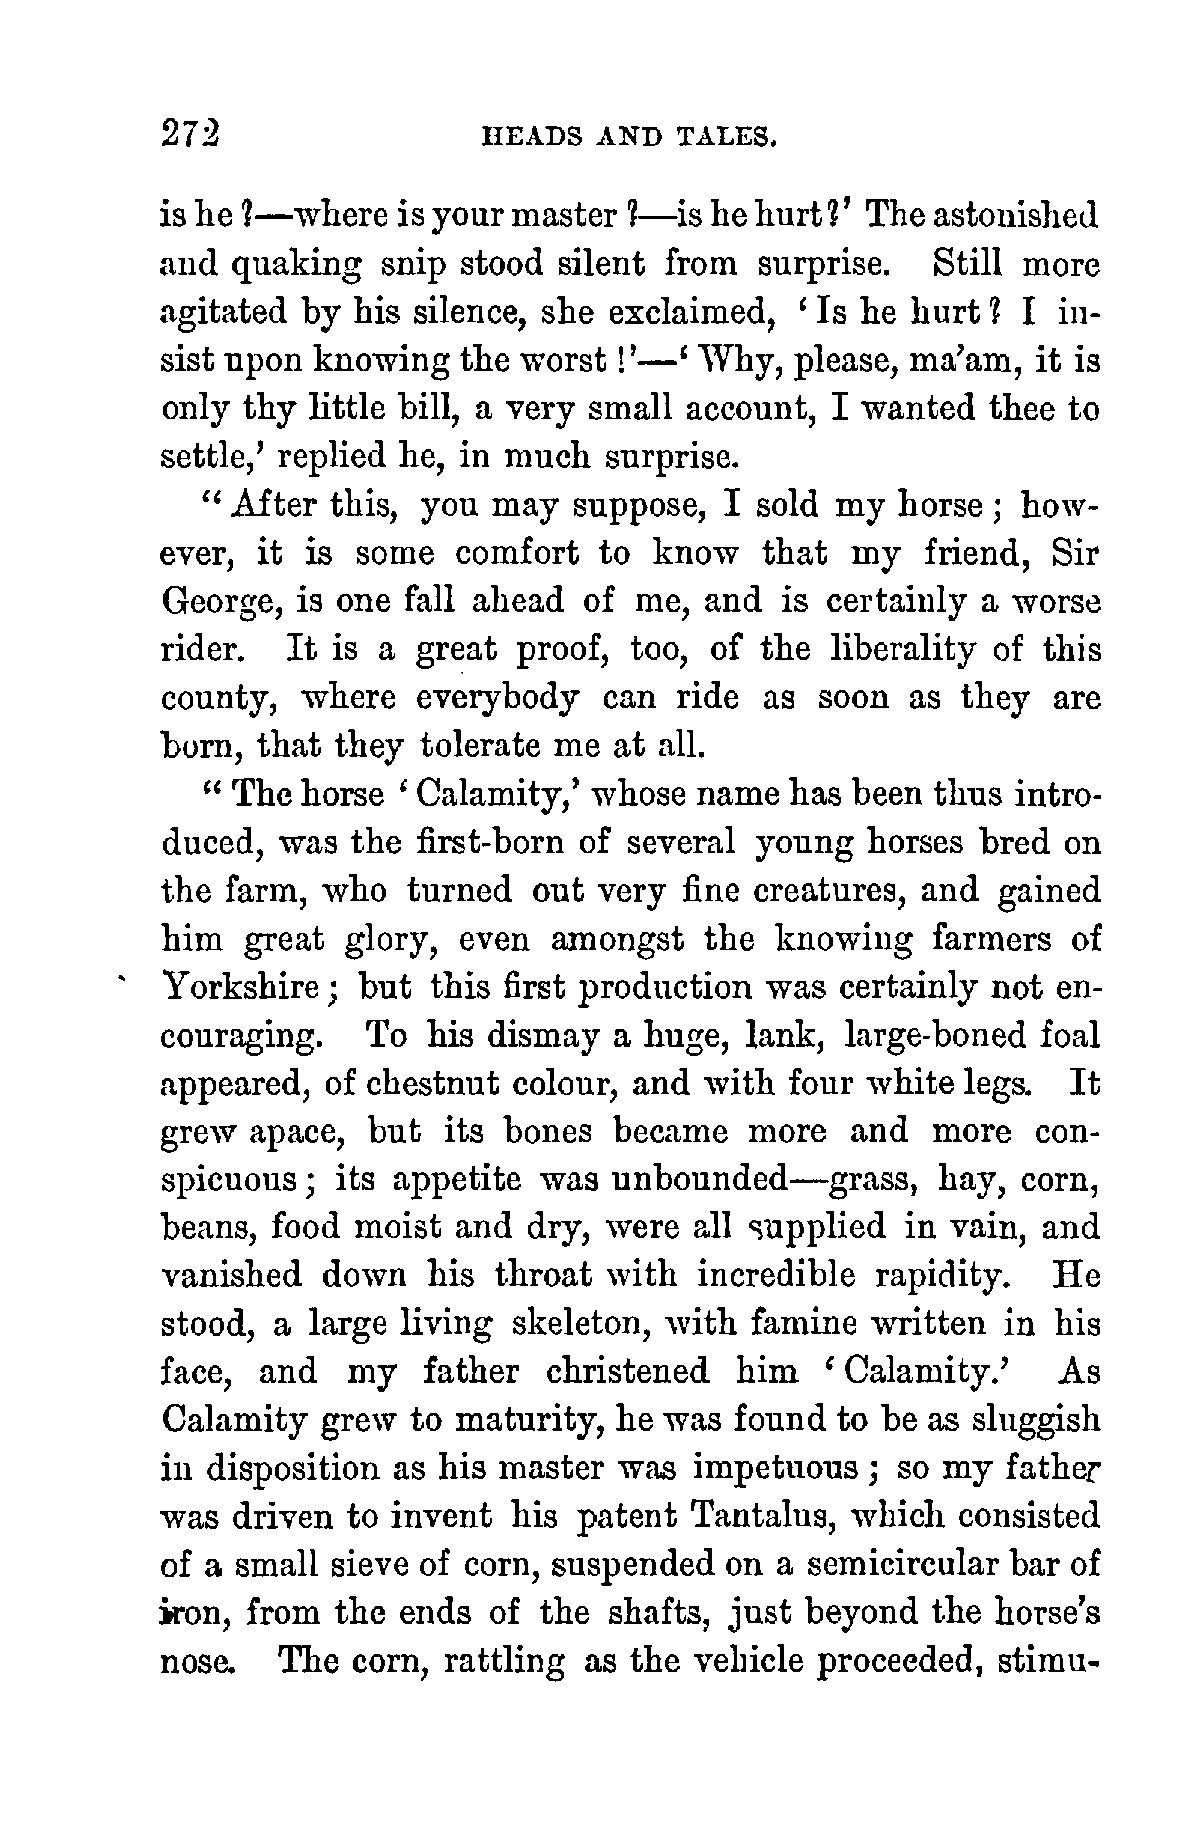 272 HEADS AND TALES.
is he?—where is your master?—is he hurt?' The astonished
and quaking snip stood silent from surprise. Still more
agitated by his silence, she exclaimed, 'Is he hurt? I in-
sist upon knowing the worst!'—'Why, please, ma'am, it is
only thy little bill, a very small account, I wanted thee to
settle,' replied he, in much surprise.
"After this, you may suppose, I sold my horse; how-
ever, it is some comfort to know that my friend, Sir
George, is one fall ahead of me, and is certainly a worse
rider. It is a great proof, too, of the liberality of this
county, where everybody can ride as soon as they are
born, that they tolerate me at all.
"The horse 'Calamity,' whose name has been thus intro-
duced, was the first-born of several young horses bred on
the farm, who turned out very fine creatures, and gained
him great glory, even amongst the knowing farmers of
Yorkshire; but this first production was certainly not en-
couraging. To his dismay a huge, lank, large-boned foal
appeared, of chestnut colour, and with four white legs. It
grew apace, but its bones became more and more con-
spicuous; its appetite was unbounded—grass, hay, corn,
beans, food moist and dry, were all supplied in vain, and
vanished down his throat with incredible rapidity. He
stood, a large living skeleton, with famine written in his
face, and my father christened him 'Calamity.' As
Calamity grew to maturity, he was found to be as sluggish
in disposition as his master was impetuous; so my father
was driven to invent his patent Tantalus, which consisted
of a small sieve of corn, suspended on a semicircular bar of
iron, from the ends of the shafts, just beyond the horse's
nose. The corn, rattling as the vehicle proceeded, stimu-